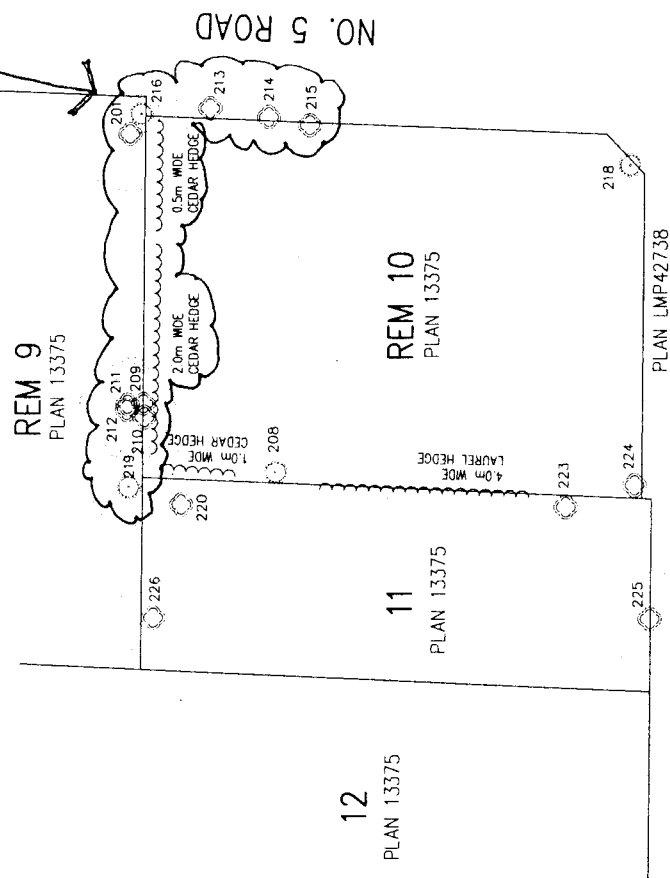 NO. 5 ROAD
REM 9
PLAN 13375
201
216
213
214
215
0.5m WIDE
CEDAR HEDGE
2.0m WIDE
CEDAR HEDGE
211
209
212
210
219
1.0m WIDE
CEDAR HEDGE
208
220
226
REM 10
PLAN 13375
218
PLAN LMP42738
4.0m WIDE
LAUREL HEDGE
223
224
11
PLAN 13375
225
12
PLAN 13375